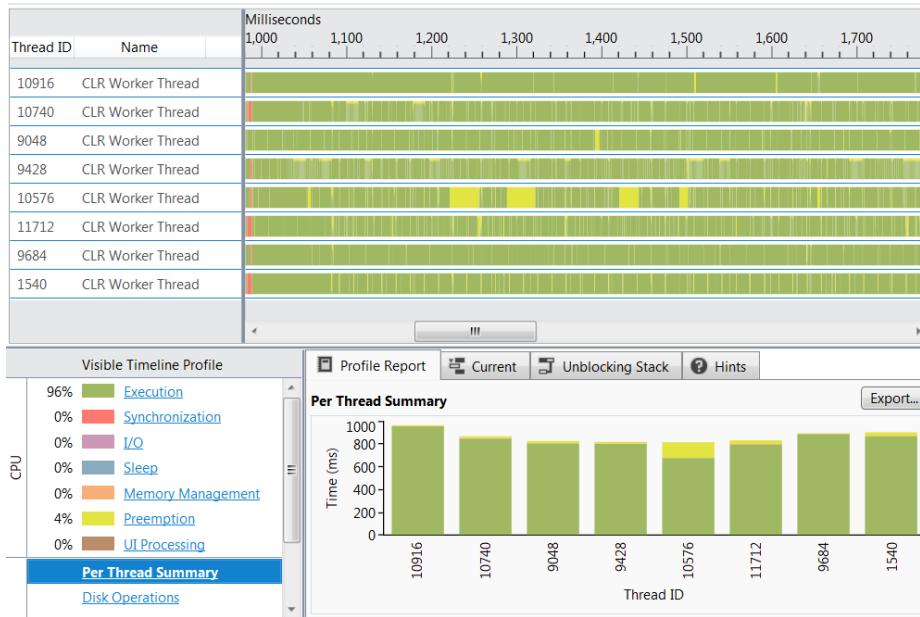 Milliseconds
Thread ID Name 1,000 1,100 1,200 1,300 1,400 1,500 1,600 1,700
10916 CLR Worker Thread
10740 CLR Worker Thread
9048 CLR Worker Thread
9428 CLR Worker Thread
10576 CLR Worker Thread
11712 CLR Worker Thread
9684 CLR Worker Thread
1540 CLR Worker Thread
Visible Timeline Profile
CPU
96% Execution
0% Synchronization
0% I/O
0% Sleep
0% Memory Management
4% Preemption
0% UI Processing
Per Thread Summary
Disk Operations
Profile Report Current Unblocking Stack Hints
Per Thread Summary Export...
Time (ms)
1000
800
600
400
200
0
10916 10740 9048 9428 10576 11712 9684 1540
Thread ID